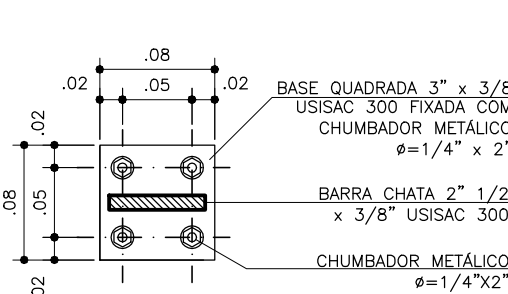 .08
.02
.05
.02
BASE QUADRADA 3" x 3/8
USISAC 300 FIXADA COM
CHUMBADOR METÁLICO
ø=1/4" x 2"
.02
.08
.05
BARRA CHATA 2" 1/2
x 3/8" USISAC 300
CHUMBADOR METÁLICO
ø=1/4"X2"
.02